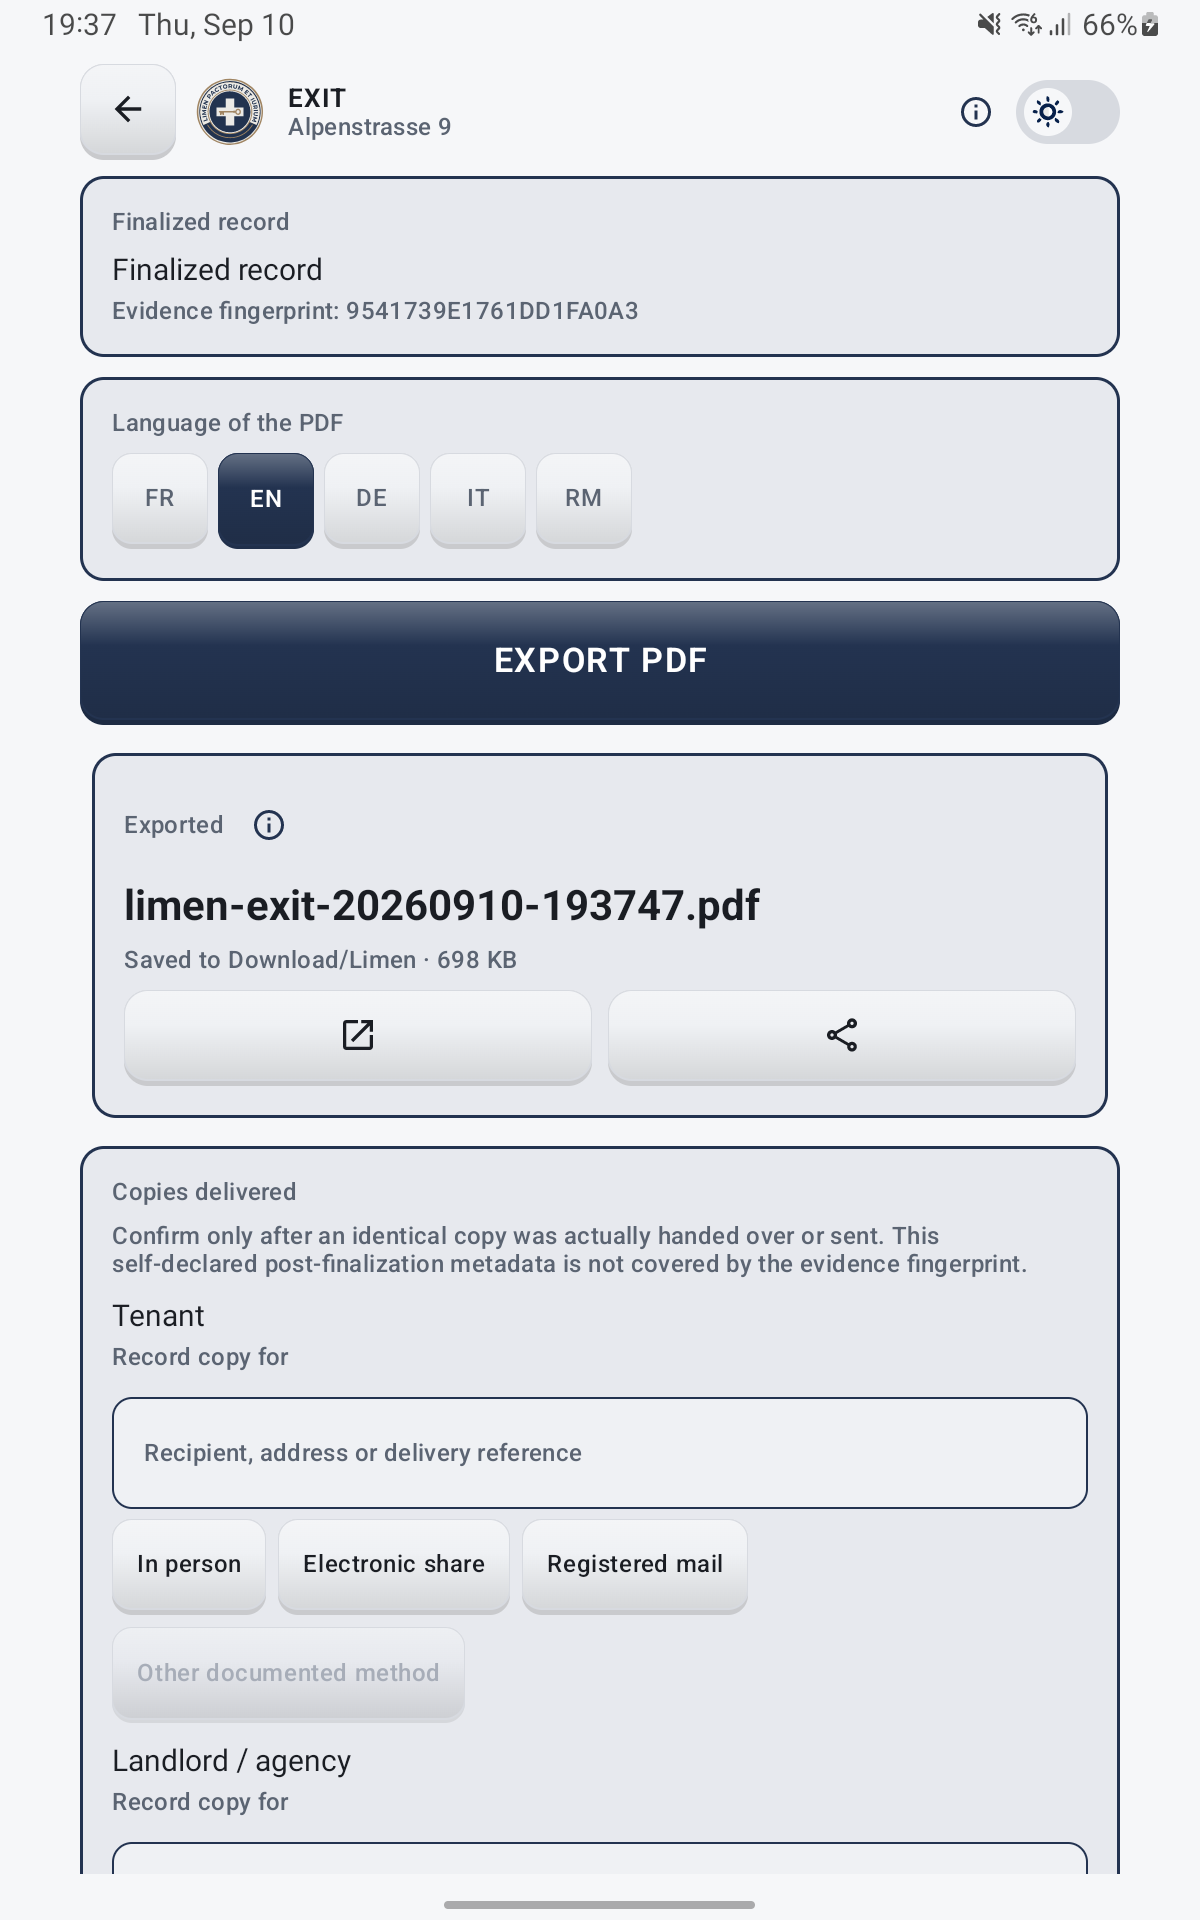 19:37 Thu, Sep 10
66%
LIMEN PACTORUM ET IURIUM
EXIT
Alpenstrasse 9
Finalized record
Finalized record
Evidence fingerprint: 9541739E1761DD1FA0A3
Language of the PDF
FR EN DE IT RM
EXPORT PDF
Exported
limen-exit-20260910-193747.pdf
Saved to Download/Limen · 698 KB
Copies delivered
Confirm only after an identical copy was actually handed over or sent. This
self-declared post-finalization metadata is not covered by the evidence fingerprint.
Tenant
Record copy for
Recipient, address or delivery reference
In person Electronic share Registered mail
Other documented method
Landlord / agency
Record copy for